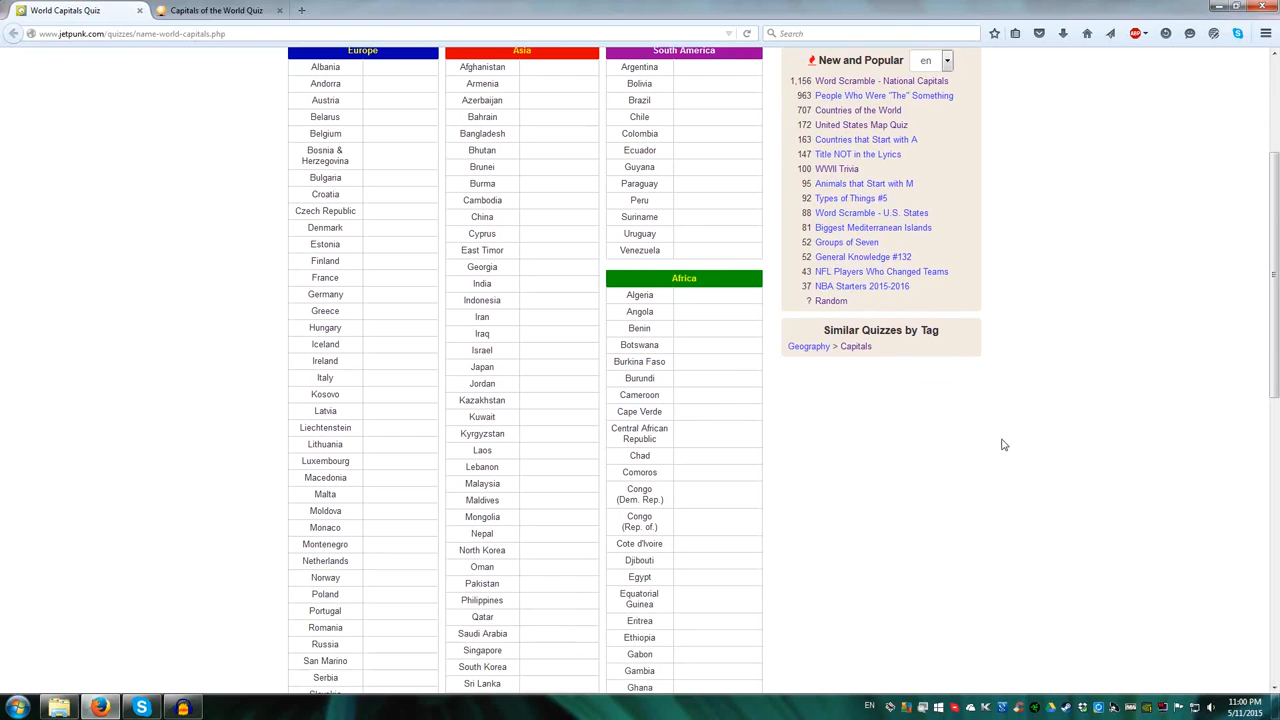 World Capitals Quiz
Capitals of the World Quiz
www.jetpunk.com/quizzes/name-world-capitals.php
Search
ABP
Europe
Albania
Andorra
Austria
Belarus
Belgium
Bosnia &
Herzegovina
Bulgaria
Croatia
Czech Republic
Denmark
Estonia
Finland
France
Germany
Greece
Hungary
Iceland
Ireland
Italy
Kosovo
Latvia
Liechtenstein
Lithuania
Luxembourg
Macedonia
Malta
Moldova
Monaco
Montenegro
Netherlands
Norway
Poland
Portugal
Romania
Russia
San Marino
Serbia
Slovakia
Asia
Afghanistan
Armenia
Azerbaijan
Bahrain
Bangladesh
Bhutan
Brunei
Burma
Cambodia
China
Cyprus
East Timor
Georgia
India
Indonesia
Iran
Iraq
Israel
Japan
Jordan
Kazakhstan
Kuwait
Kyrgyzstan
Laos
Lebanon
Malaysia
Maldives
Mongolia
Nepal
North Korea
Oman
Pakistan
Philippines
Qatar
Saudi Arabia
Singapore
South Korea
Sri Lanka
South America
Argentina
Bolivia
Brazil
Chile
Colombia
Ecuador
Guyana
Paraguay
Peru
Suriname
Uruguay
Venezuela
Africa
Algeria
Angola
Benin
Botswana
Burkina Faso
Burundi
Cameroon
Cape Verde
Central African
Republic
Chad
Comoros
Congo
(Dem. Rep.)
Congo
(Rep. of.)
Cote d'Ivoire
Djibouti
Egypt
Equatorial
Guinea
Eritrea
Ethiopia
Gabon
Gambia
Ghana
New and Popular en
1,156 Word Scramble - National Capitals
963 People Who Were "The" Something
707 Countries of the World
172 United States Map Quiz
163 Countries that Start with A
147 Title NOT in the Lyrics
100 WWII Trivia
95 Animals that Start with M
92 Types of Things #5
88 Word Scramble - U.S. States
81 Biggest Mediterranean Islands
52 Groups of Seven
52 General Knowledge #132
43 NFL Players Who Changed Teams
37 NBA Starters 2015-2016
? Random
Similar Quizzes by Tag
Geography > Capitals
EN
11:00 PM
5/11/2015